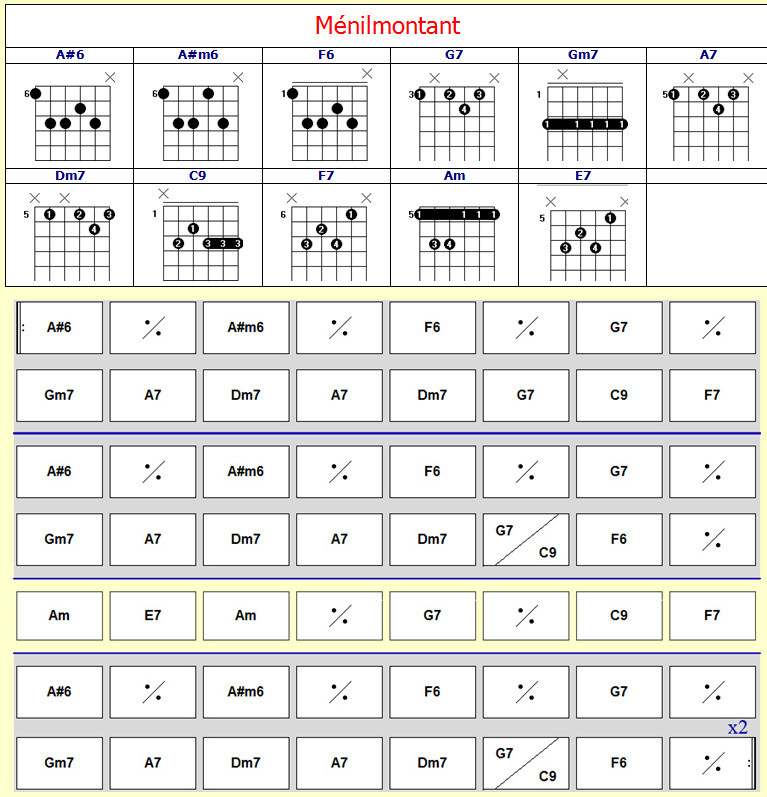 Ménilmontant
A#6 A#m6 F6 G7 Gm7 A7
6 6 1 3 1 2 3 4 1 1 1 1 1 1 5 1 2 3 4
Dm7 C9 F7 Am E7
5 1 2 3 4 1 1 2 3 3 3 6 1 2 3 4 5 1 1 1 1 3 4 5 1 2 3 4
: A#6 ٪ A#m6 ٪ F6 ٪ G7 ٪
Gm7 A7 Dm7 A7 Dm7 G7 C9 F7
A#6 ٪ A#m6 ٪ F6 ٪ G7 ٪
Gm7 A7 Dm7 A7 Dm7 G7 / C9 F6 ٪
Am E7 Am ٪ G7 ٪ C9 F7
A#6 ٪ A#m6 ٪ F6 ٪ G7 ٪
x2
Gm7 A7 Dm7 A7 Dm7 G7 / C9 F6 ٪ :